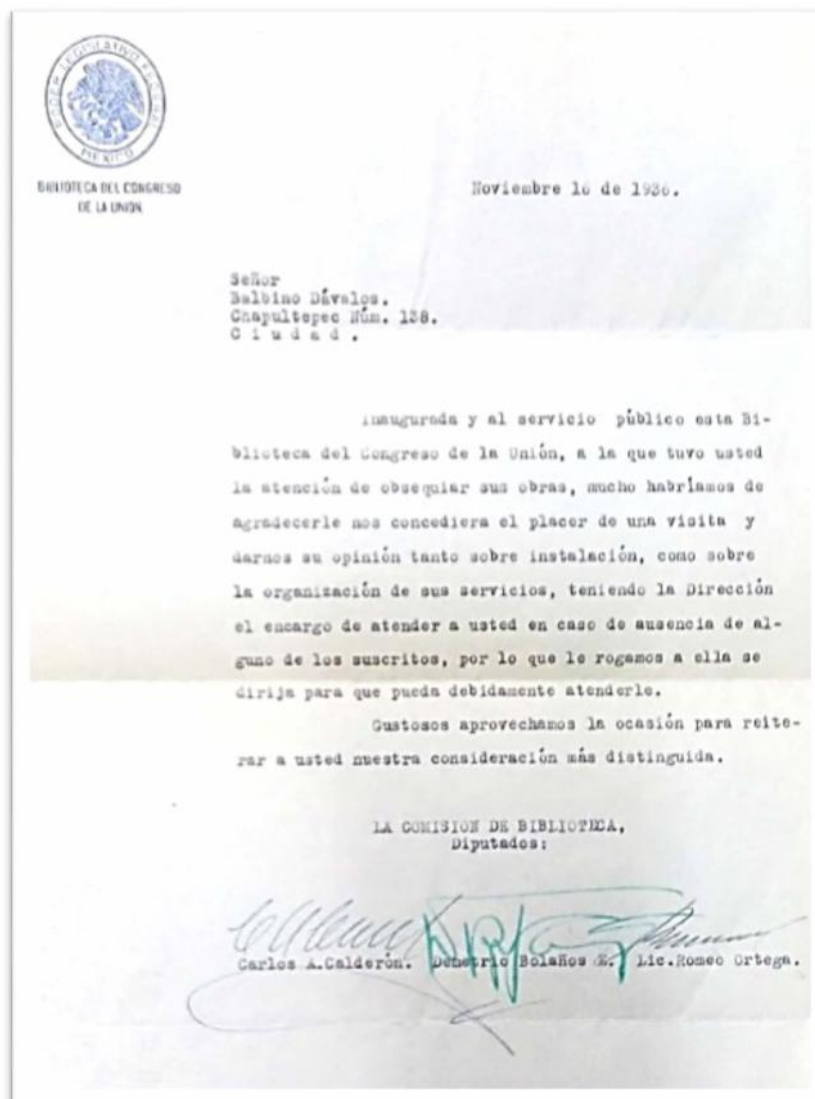 PODER LEGISLATIVO FEDERAL
MEXICO
BIBLIOTECA DEL CONGRESO
DE LA UNION
Noviembre 16 de 1936.
Señor
Balbino Dávalos.
Chapultepec Núm. 138.
C i u d a d .
Inaugurada y al servicio público esta Bi-
blioteca del Congreso de la Unión, a la que tuvo usted
la atención de obsequiar sus obras, mucho habríamos de
agradecerle nos concediera el placer de una visita y
darnos su opinión tanto sobre instalación, como sobre
la organización de sus servicios, teniendo la Dirección
el encargo de atender a usted en caso de ausencia de al-
guno de los suscritos, por lo que le rogamos a ella se
dirija para que pueda debidamente atenderle.
Gustosos aprovechamos la ocasión para reite-
rar a usted nuestra consideración más distinguida.
LA COMISION DE BIBLIOTECA,
Diputados:
Carlos A.Calderón. Demetrio Bolaños E. Lic.Romeo Ortega.